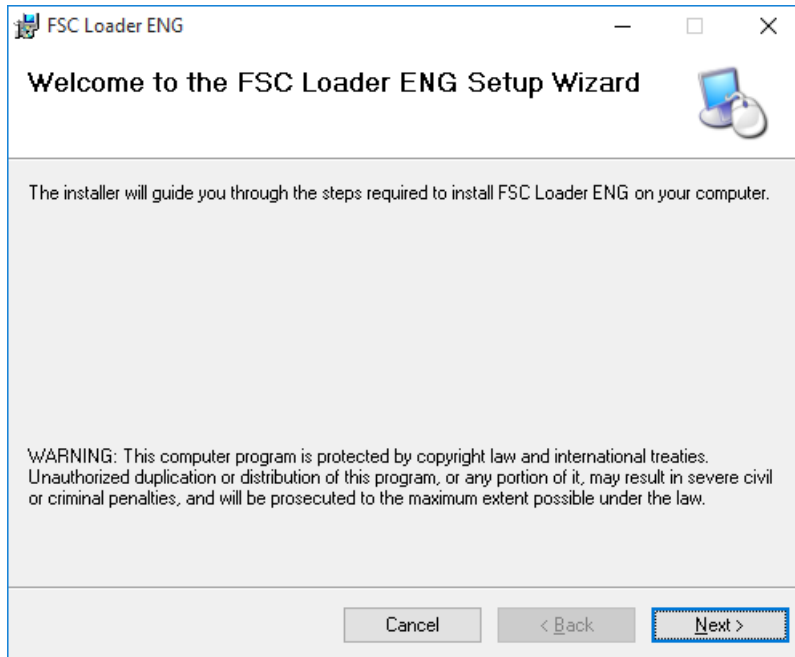 FSC Loader ENG
Welcome to the FSC Loader ENG Setup Wizard
The installer will guide you through the steps required to install FSC Loader ENG on your computer.
WARNING: This computer program is protected by copyright law and international treaties.
Unauthorized duplication or distribution of this program, or any portion of it, may result in severe civil
or criminal penalties, and will be prosecuted to the maximum extent possible under the law.
Cancel
< Back
Next >